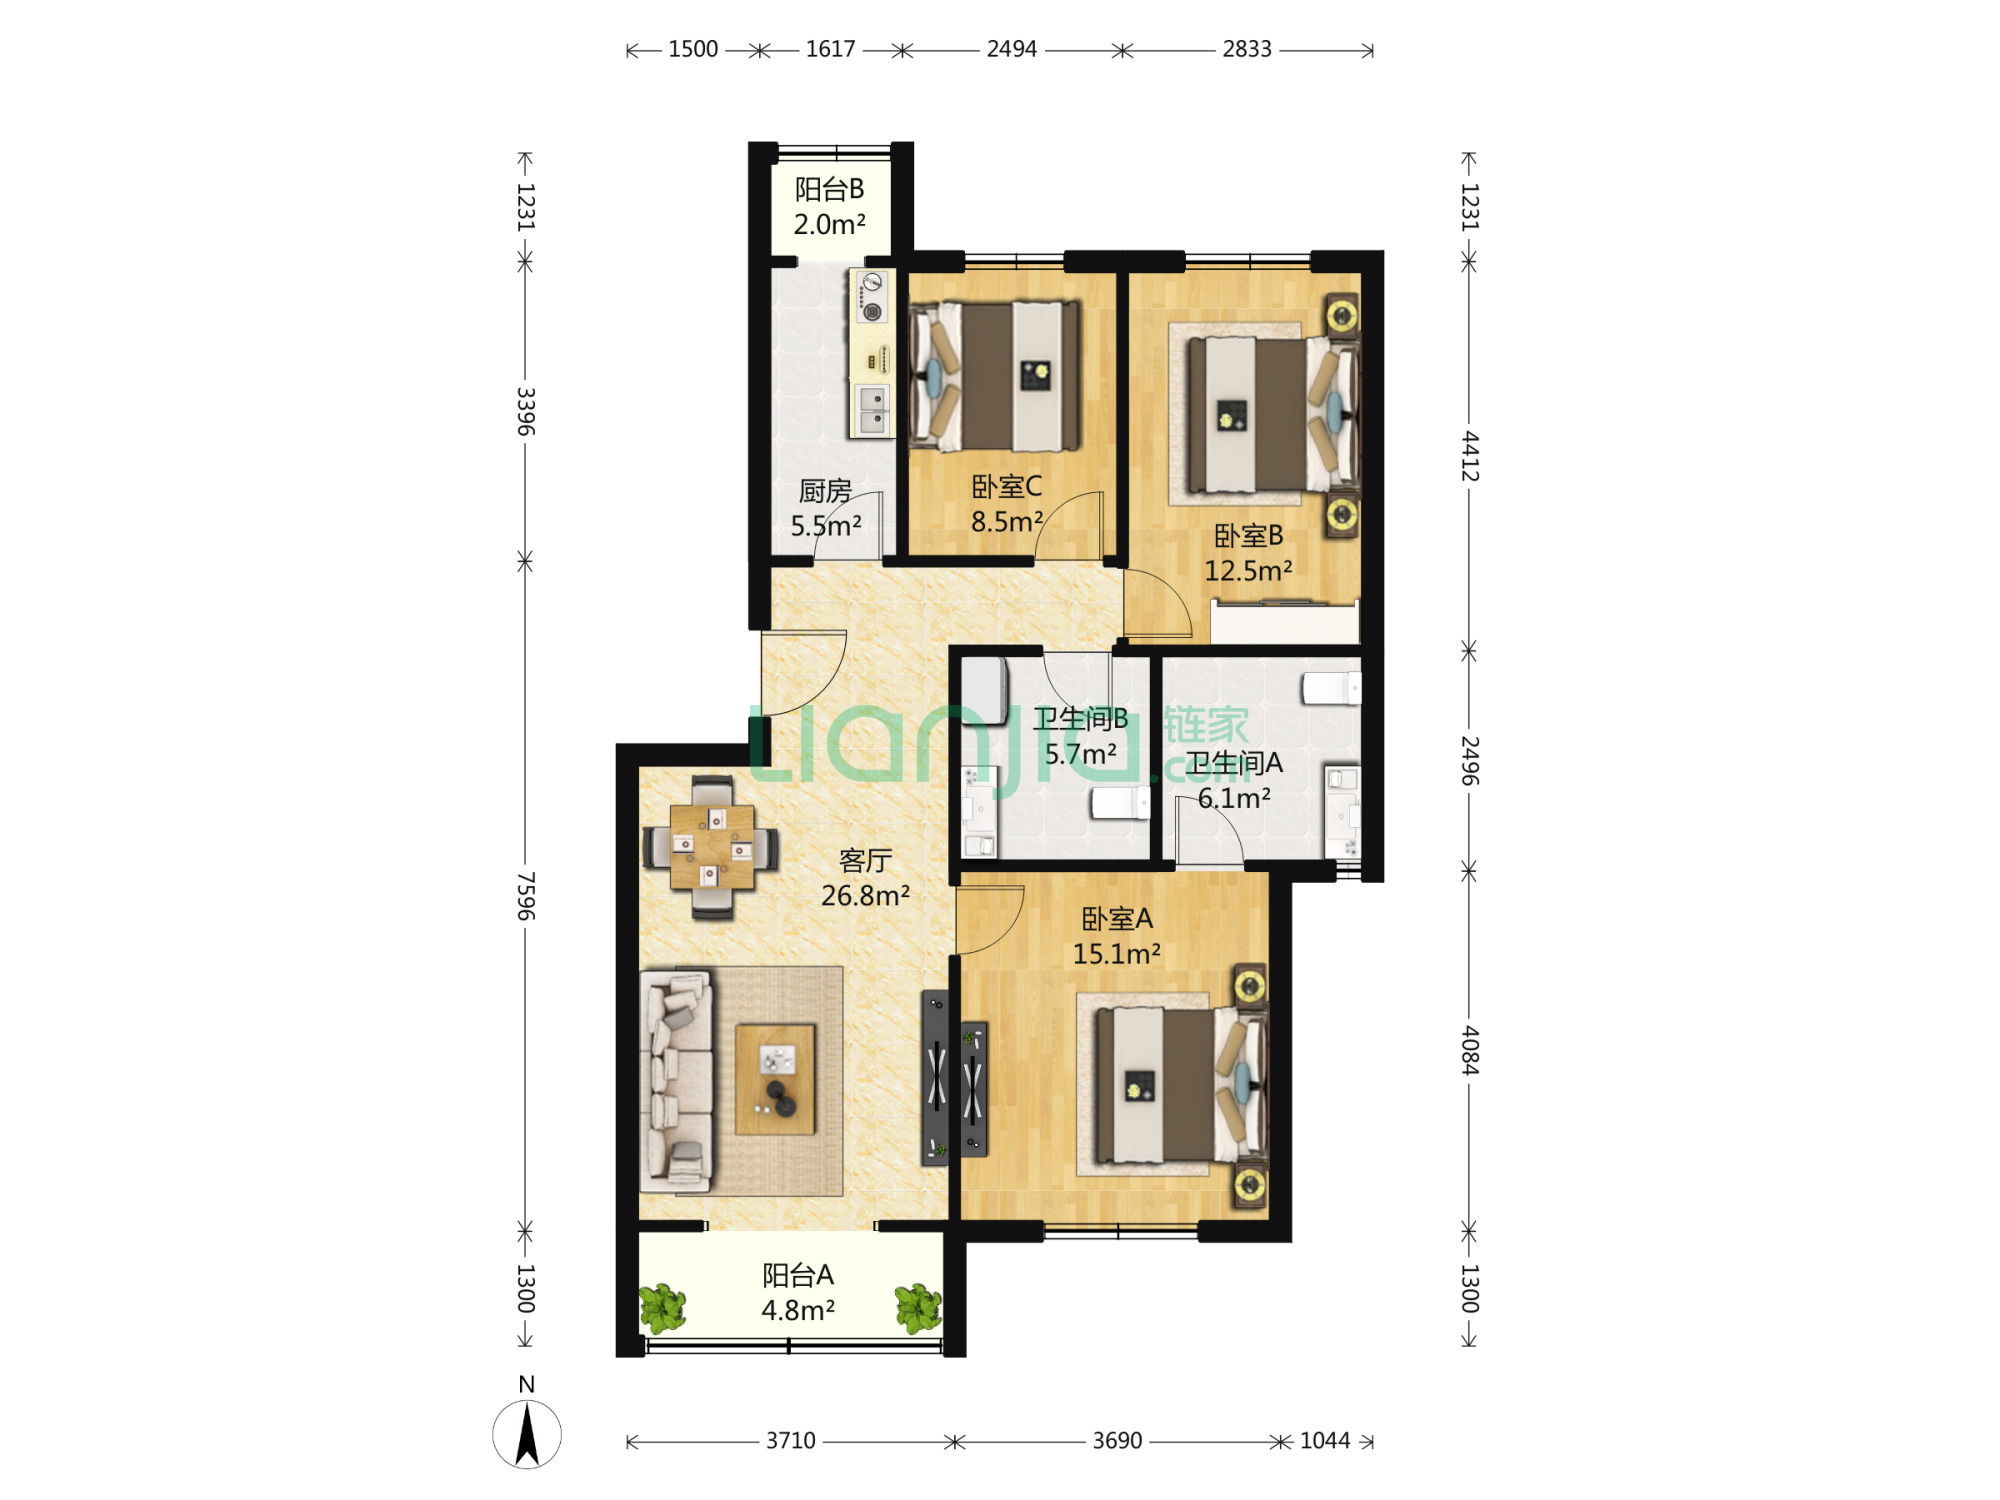 1500 1617 2494 2833
1231
3396
7596
1300
1231
4412
2496
4084
1300
阳台B
2.0m²
厨房
5.5m²
卧室C
8.5m²
卧室B
12.5m²
卫生间B
5.7m²
卫生间A
6.1m²
Lianjia.com
链家
客厅
26.8m²
卧室A
15.1m²
阳台A
4.8m²
N
3710 3690 1044